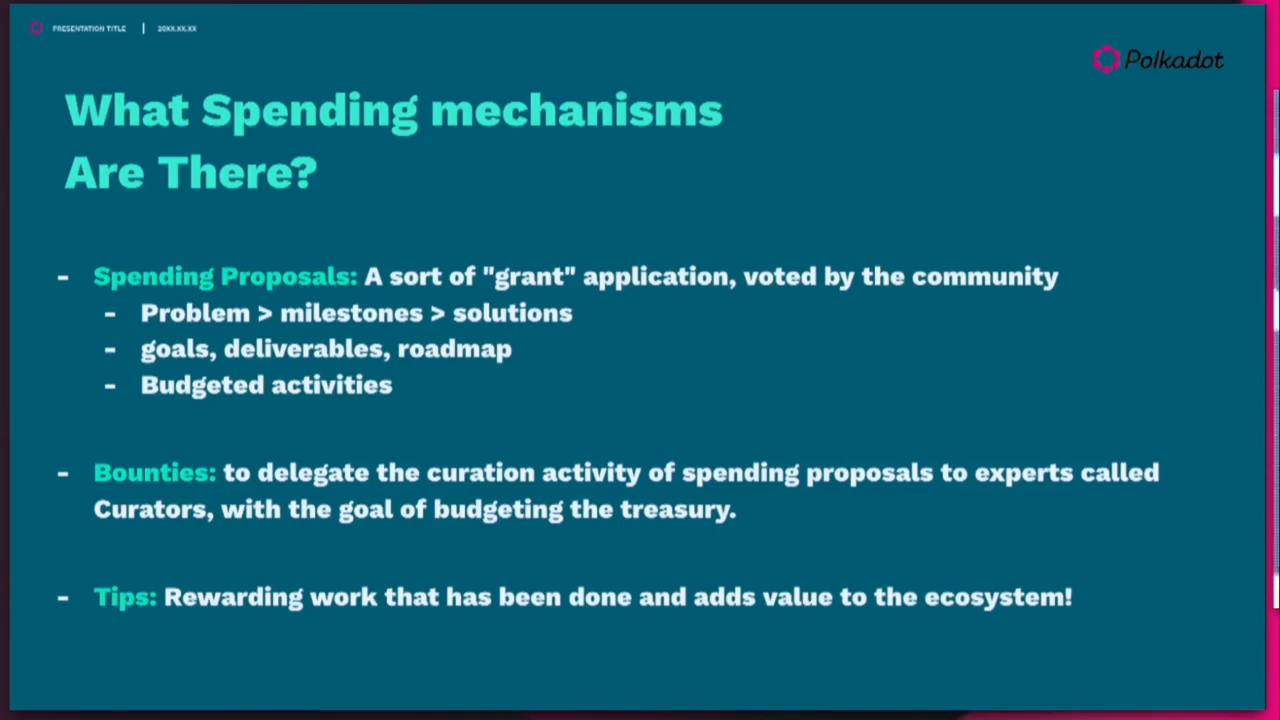 PRESENTATION TITLE | 20XX.XX.XX
Polkadot
What Spending mechanisms
Are There?
- Spending Proposals: A sort of "grant" application, voted by the community
- Problem > milestones > solutions
- goals, deliverables, roadmap
- Budgeted activities
- Bounties: to delegate the curation activity of spending proposals to experts called
Curators, with the goal of budgeting the treasury.
- Tips: Rewarding work that has been done and adds value to the ecosystem!